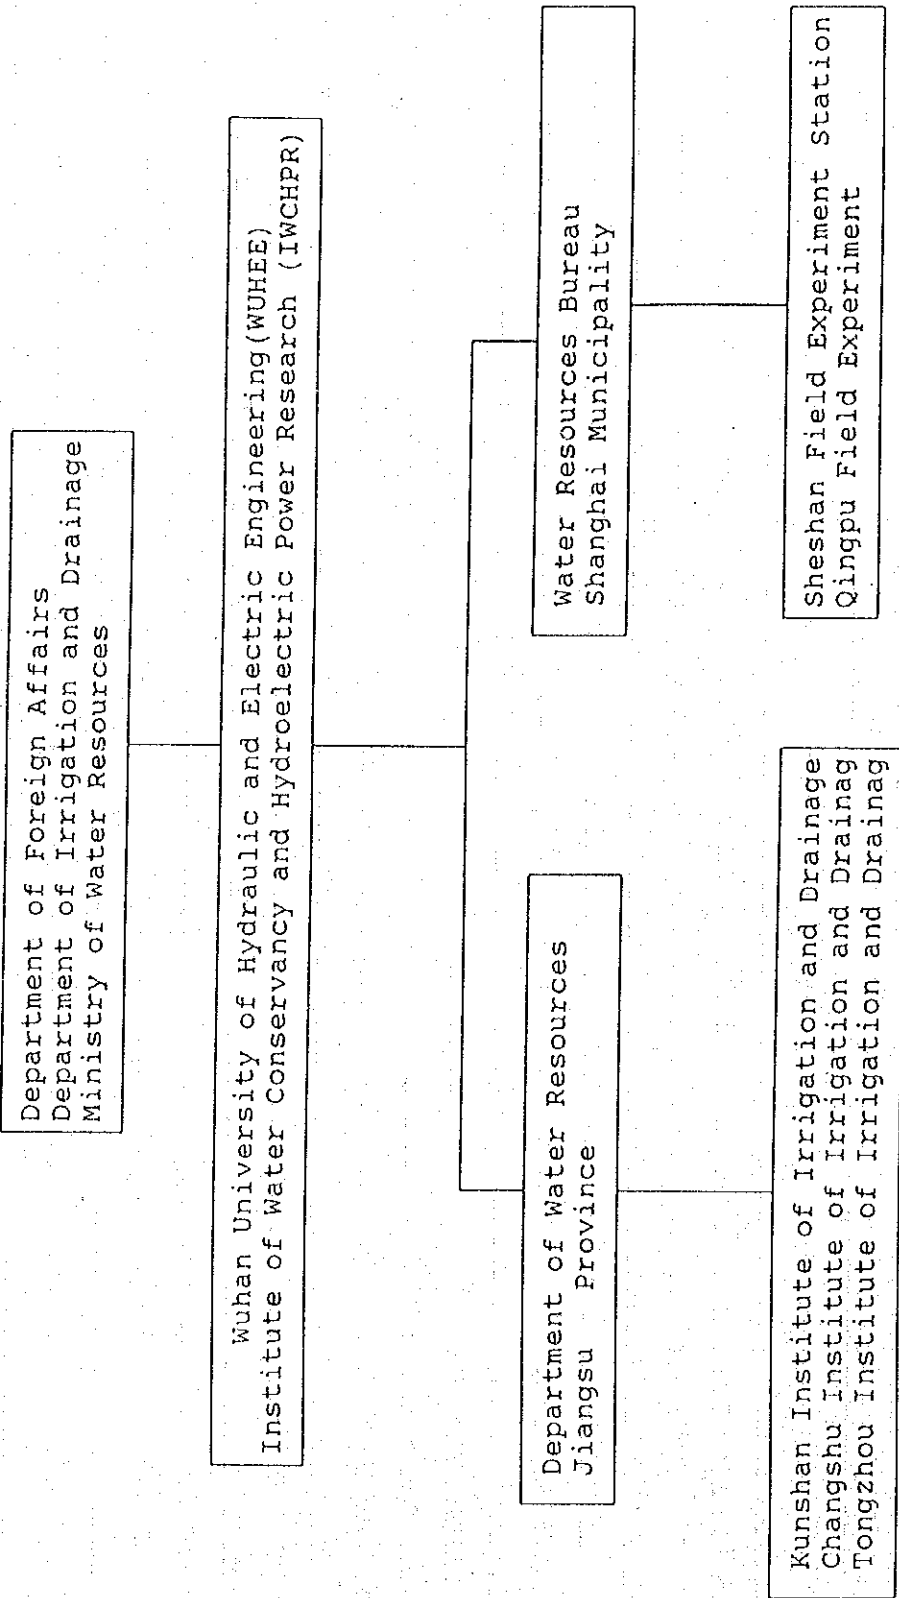 Department of Foreign Affairs
Department of Irrigation and Drainage
Ministry of Water Resources
Wuhan University of Hydraulic and Electric Engineering(WUHEE)
Institute of Water Conservancy and Hydroelectric Power Research (IWCHPR)
Department of Water Resources
Jiangsu Province
Water Resources Bureau
Shanghai Municipality
Kunshan Institute of Irrigation and Drainage
Changshu Institute of Irrigation and Drainag
Tongzhou Institute of Irrigation and Drainag
Sheshan Field Experiment Station
Qingpu Field Experiment